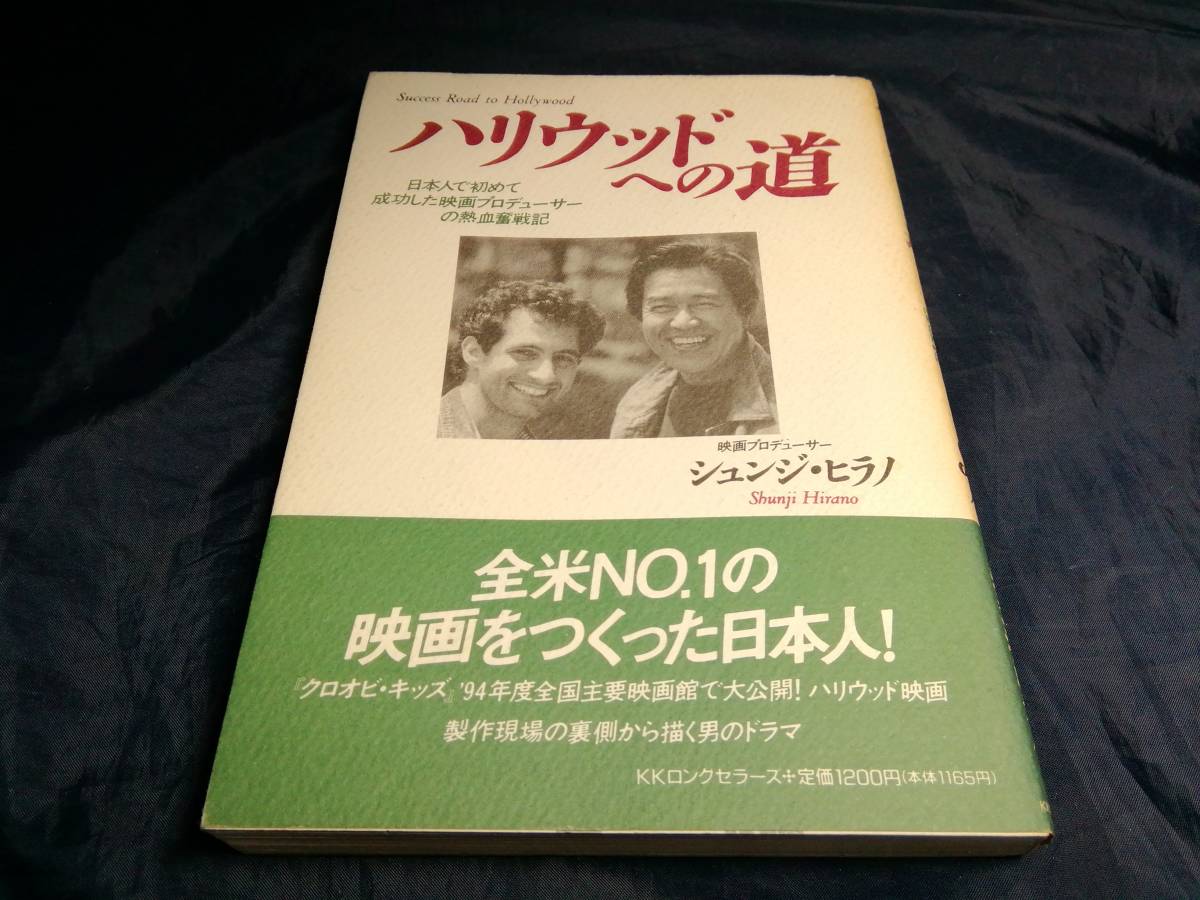 Success Road to Hollywood
ハリウッドへの道
日本人で初めて
成功した映画プロデューサー
の熱血奮戦記
映画プロデューサー
シュンジ・ヒラノ
Shunji Hirano
全米NO.1の
映画をつくった日本人!
『クロオビ・キッズ』'94年度全国主要映画館で大公開! ハリウッド映画
製作現場の裏側から描く男のドラマ
KKロングセラーズ+定価1200円(本体1165円)